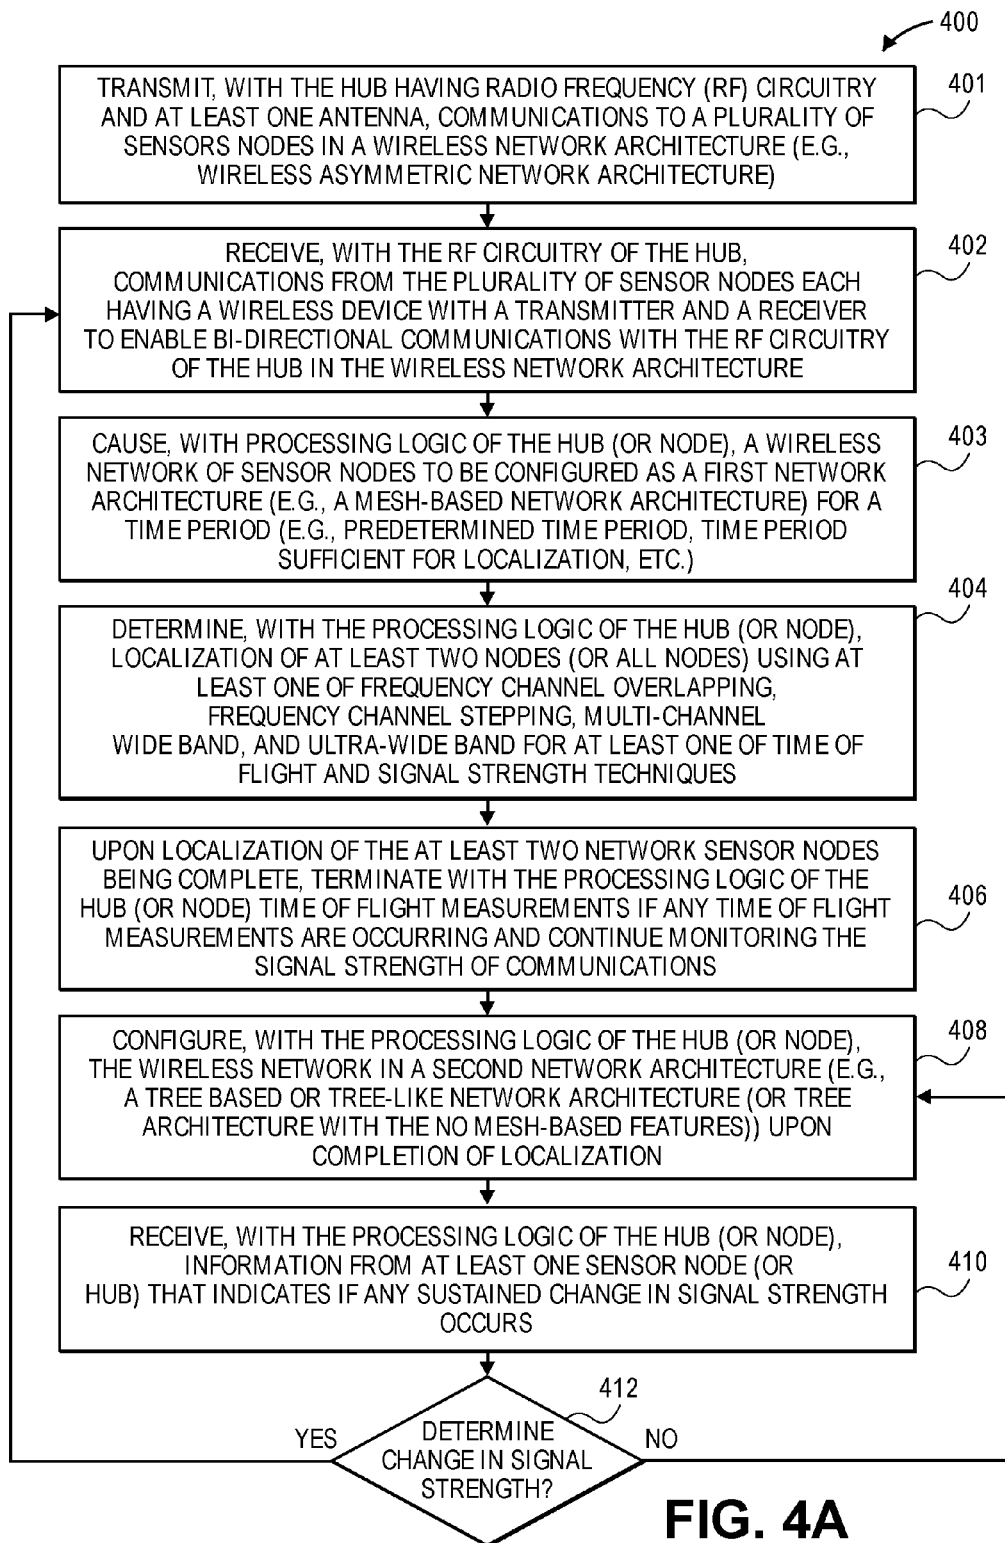 400
TRANSMIT, WITH THE HUB HAVING RADIO FREQUENCY (RF) CIRCUITRY
AND AT LEAST ONE ANTENNA, COMMUNICATIONS TO A PLURALITY OF
SENSORS NODES IN A WIRELESS NETWORK ARCHITECTURE (E.G.,
WIRELESS ASYMMETRIC NETWORK ARCHITECTURE)
401
RECEIVE, WITH THE RF CIRCUITRY OF THE HUB,
COMMUNICATIONS FROM THE PLURALITY OF SENSOR NODES EACH
HAVING A WIRELESS DEVICE WITH A TRANSMITTER AND A RECEIVER
TO ENABLE BI-DIRECTIONAL COMMUNICATIONS WITH THE RF CIRCUITRY
OF THE HUB IN THE WIRELESS NETWORK ARCHITECTURE
402
CAUSE, WITH PROCESSING LOGIC OF THE HUB (OR NODE), A WIRELESS
NETWORK OF SENSOR NODES TO BE CONFIGURED AS A FIRST NETWORK
ARCHITECTURE (E.G., A MESH-BASED NETWORK ARCHITECTURE) FOR A
TIME PERIOD (E.G., PREDETERMINED TIME PERIOD, TIME PERIOD
SUFFICIENT FOR LOCALIZATION, ETC.)
403
DETERMINE, WITH THE PROCESSING LOGIC OF THE HUB (OR NODE),
LOCALIZATION OF AT LEAST TWO NODES (OR ALL NODES) USING AT
LEAST ONE OF FREQUENCY CHANNEL OVERLAPPING,
FREQUENCY CHANNEL STEPPING, MULTI-CHANNEL
WIDE BAND, AND ULTRA-WIDE BAND FOR AT LEAST ONE OF TIME OF
FLIGHT AND SIGNAL STRENGTH TECHNIQUES
404
UPON LOCALIZATION OF THE AT LEAST TWO NETWORK SENSOR NODES
BEING COMPLETE, TERMINATE WITH THE PROCESSING LOGIC OF THE
HUB (OR NODE) TIME OF FLIGHT MEASUREMENTS IF ANY TIME OF FLIGHT
MEASUREMENTS ARE OCCURRING AND CONTINUE MONITORING THE
SIGNAL STRENGTH OF COMMUNICATIONS
406
CONFIGURE, WITH THE PROCESSING LOGIC OF THE HUB (OR NODE),
THE WIRELESS NETWORK IN A SECOND NETWORK ARCHITECTURE (E.G.,
A TREE BASED OR TREE-LIKE NETWORK ARCHITECTURE (OR TREE
ARCHITECTURE WITH THE NO MESH-BASED FEATURES)) UPON
COMPLETION OF LOCALIZATION
408
RECEIVE, WITH THE PROCESSING LOGIC OF THE HUB (OR NODE),
INFORMATION FROM AT LEAST ONE SENSOR NODE (OR
HUB) THAT INDICATES IF ANY SUSTAINED CHANGE IN SIGNAL STRENGTH
OCCURS
410
412
YES
DETERMINE
CHANGE IN SIGNAL
STRENGTH?
NO
FIG. 4A